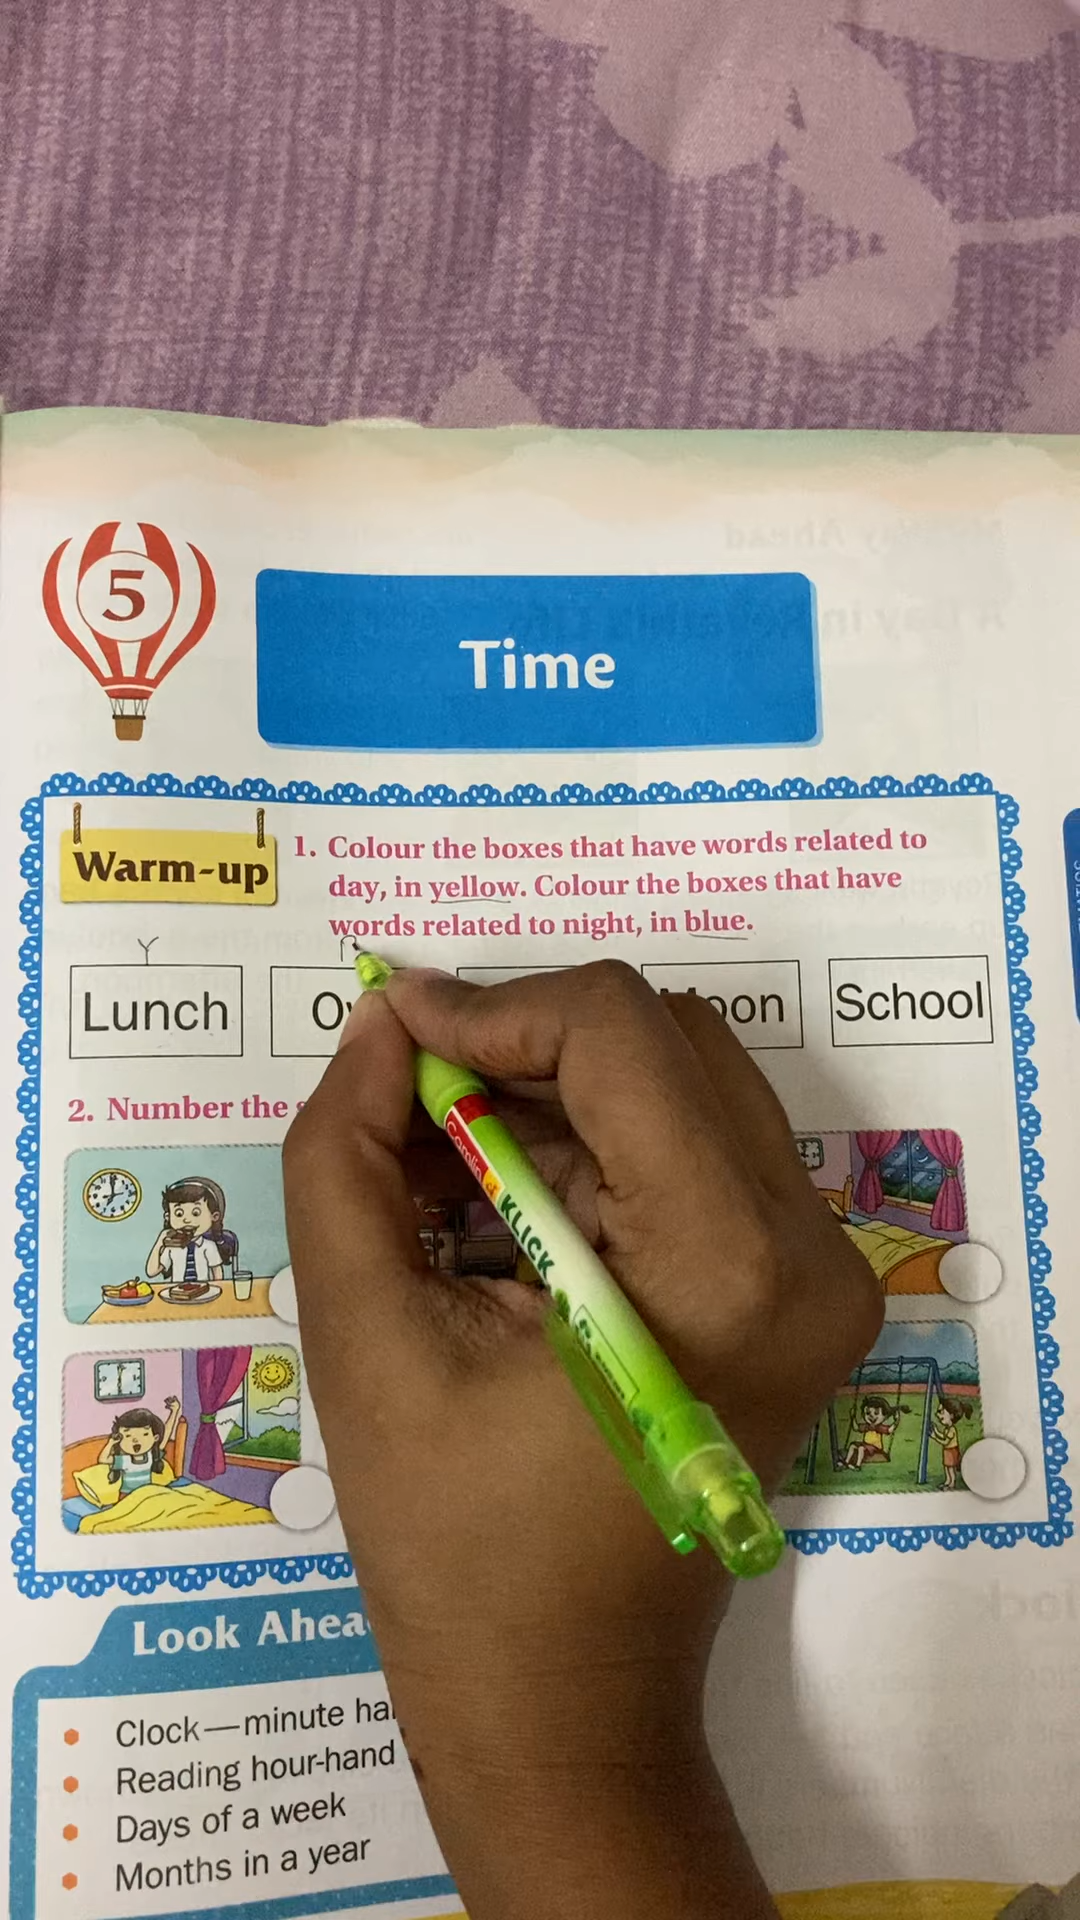 5
Time
Warm-up
1. Colour the boxes that have words related to
day, in yellow. Colour the boxes that have
words related to night, in blue.
Y
Lunch
School
2. Number the
Camlin
KLICK
Look Ahea
Clock—minute ha
Reading hour-hand
Days of a week
Months in a year